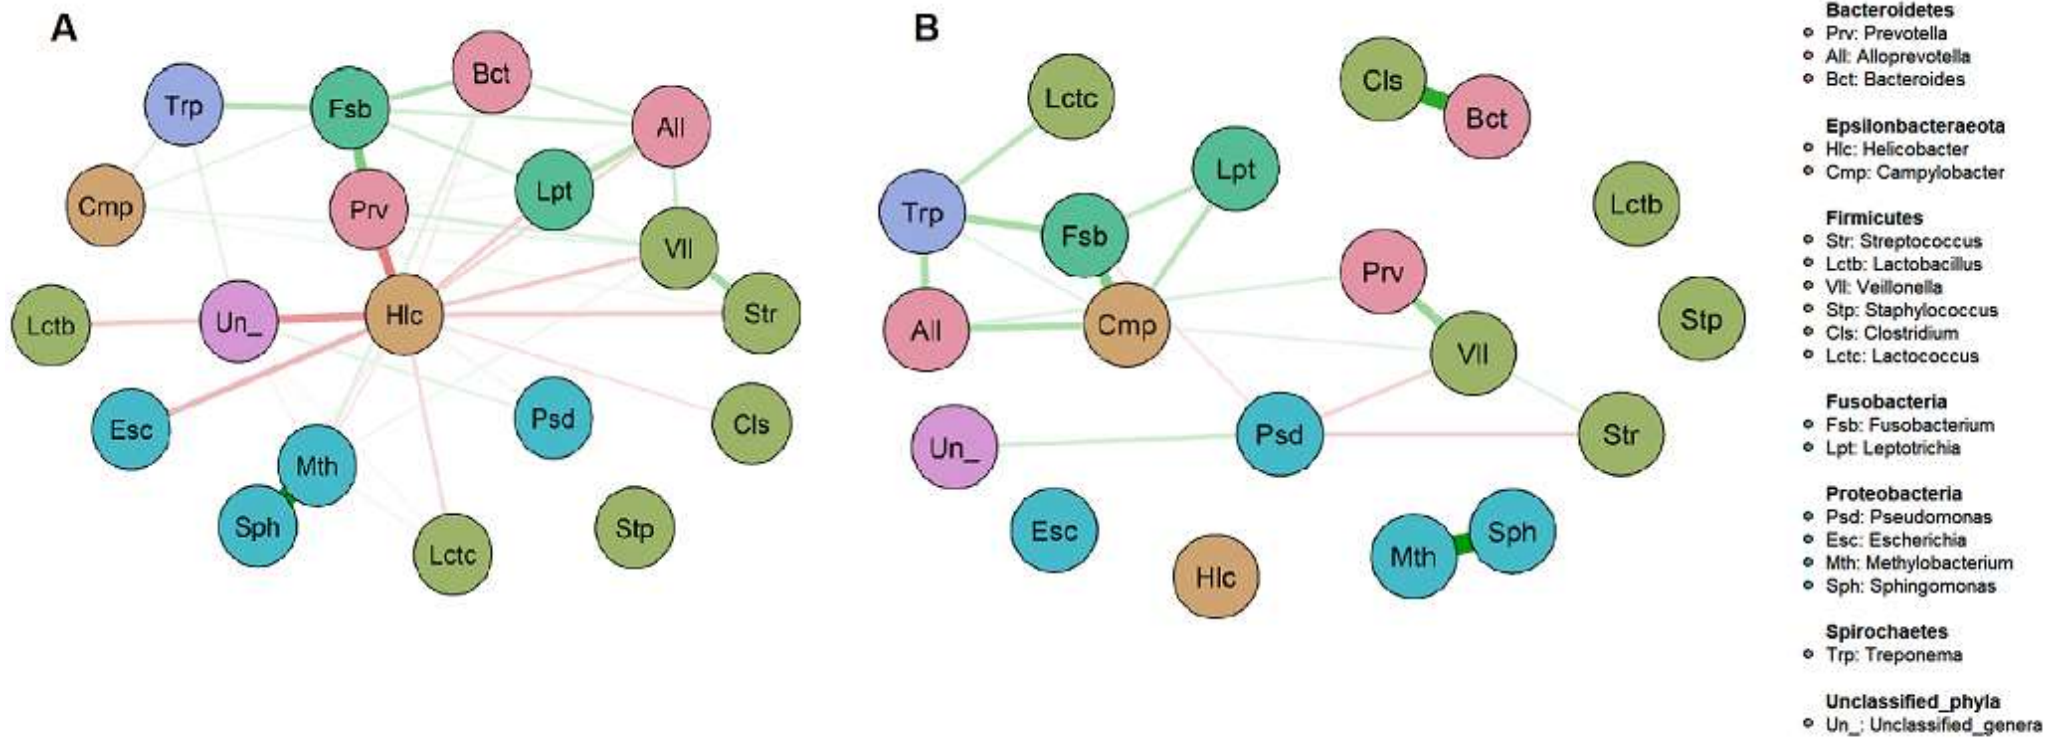 A
Bct
Trp
Fsb
All
Lpt
Cmp
Prv
Vll
Lctb
Un_
Hlc
Str
Esc
Psd
Cls
Mth
Sph
Lctc
Stp
B
Cls
Lctc
Bct
Lpt
Trp
Fsb
Lctb
Prv
All
Cmp
Stp
Vll
Un_
Psd
Str
Esc
Sph
Mth
Hlc
Bacteroidetes
Prv: Prevotella
All: Alloprevotella
Bct: Bacteroides
Epsilonbacteraeota
Hlc: Helicobacter
Cmp: Campylobacter
Firmicutes
Str: Streptococcus
Lctb: Lactobacillus
Vll: Veillonella
Stp: Staphylococcus
Cls: Clostridium
Lctc: Lactococcus
Fusobacteria
Fsb: Fusobacterium
Lpt: Leptotrichia
Proteobacteria
Psd: Pseudomonas
Esc: Escherichia
Mth: Methylobacterium
Sph: Sphingomonas
Spirochaetes
Trp: Treponema
Unclassified_phyla
Un_: Unclassified_genera